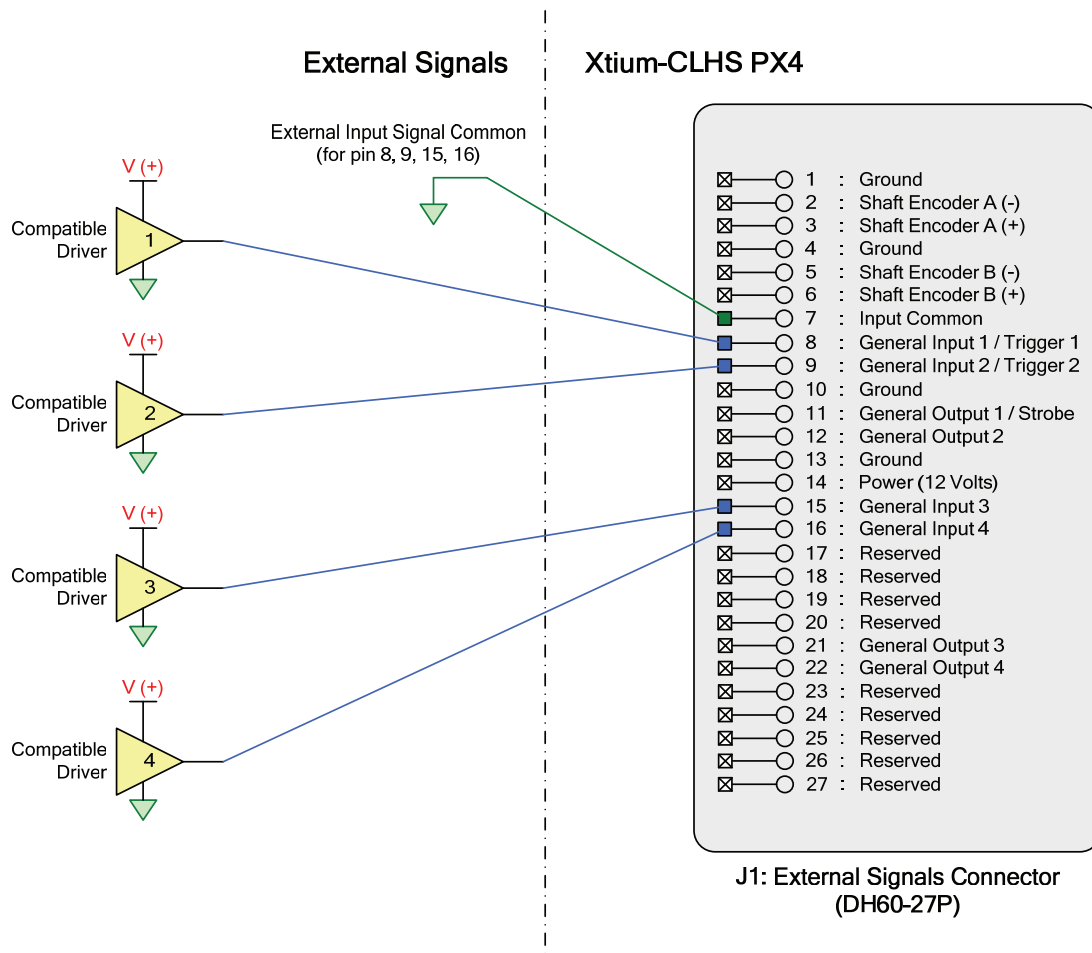 External Signals
Xtium-CLHS PX4
External Input Signal Common
(for pin 8, 9, 15, 16)
V (+)
Compatible
Driver
1
V (+)
Compatible
Driver
2
V (+)
Compatible
Driver
3
V (+)
Compatible
Driver
4
1 : Ground
2 : Shaft Encoder A (-)
3 : Shaft Encoder A (+)
4 : Ground
5 : Shaft Encoder B (-)
6 : Shaft Encoder B (+)
7 : Input Common
8 : General Input 1 / Trigger 1
9 : General Input 2 / Trigger 2
10 : Ground
11 : General Output 1 / Strobe
12 : General Output 2
13 : Ground
14 : Power (12 Volts)
15 : General Input 3
16 : General Input 4
17 : Reserved
18 : Reserved
19 : Reserved
20 : Reserved
21 : General Output 3
22 : General Output 4
23 : Reserved
24 : Reserved
25 : Reserved
26 : Reserved
27 : Reserved
J1: External Signals Connector
(DH60-27P)